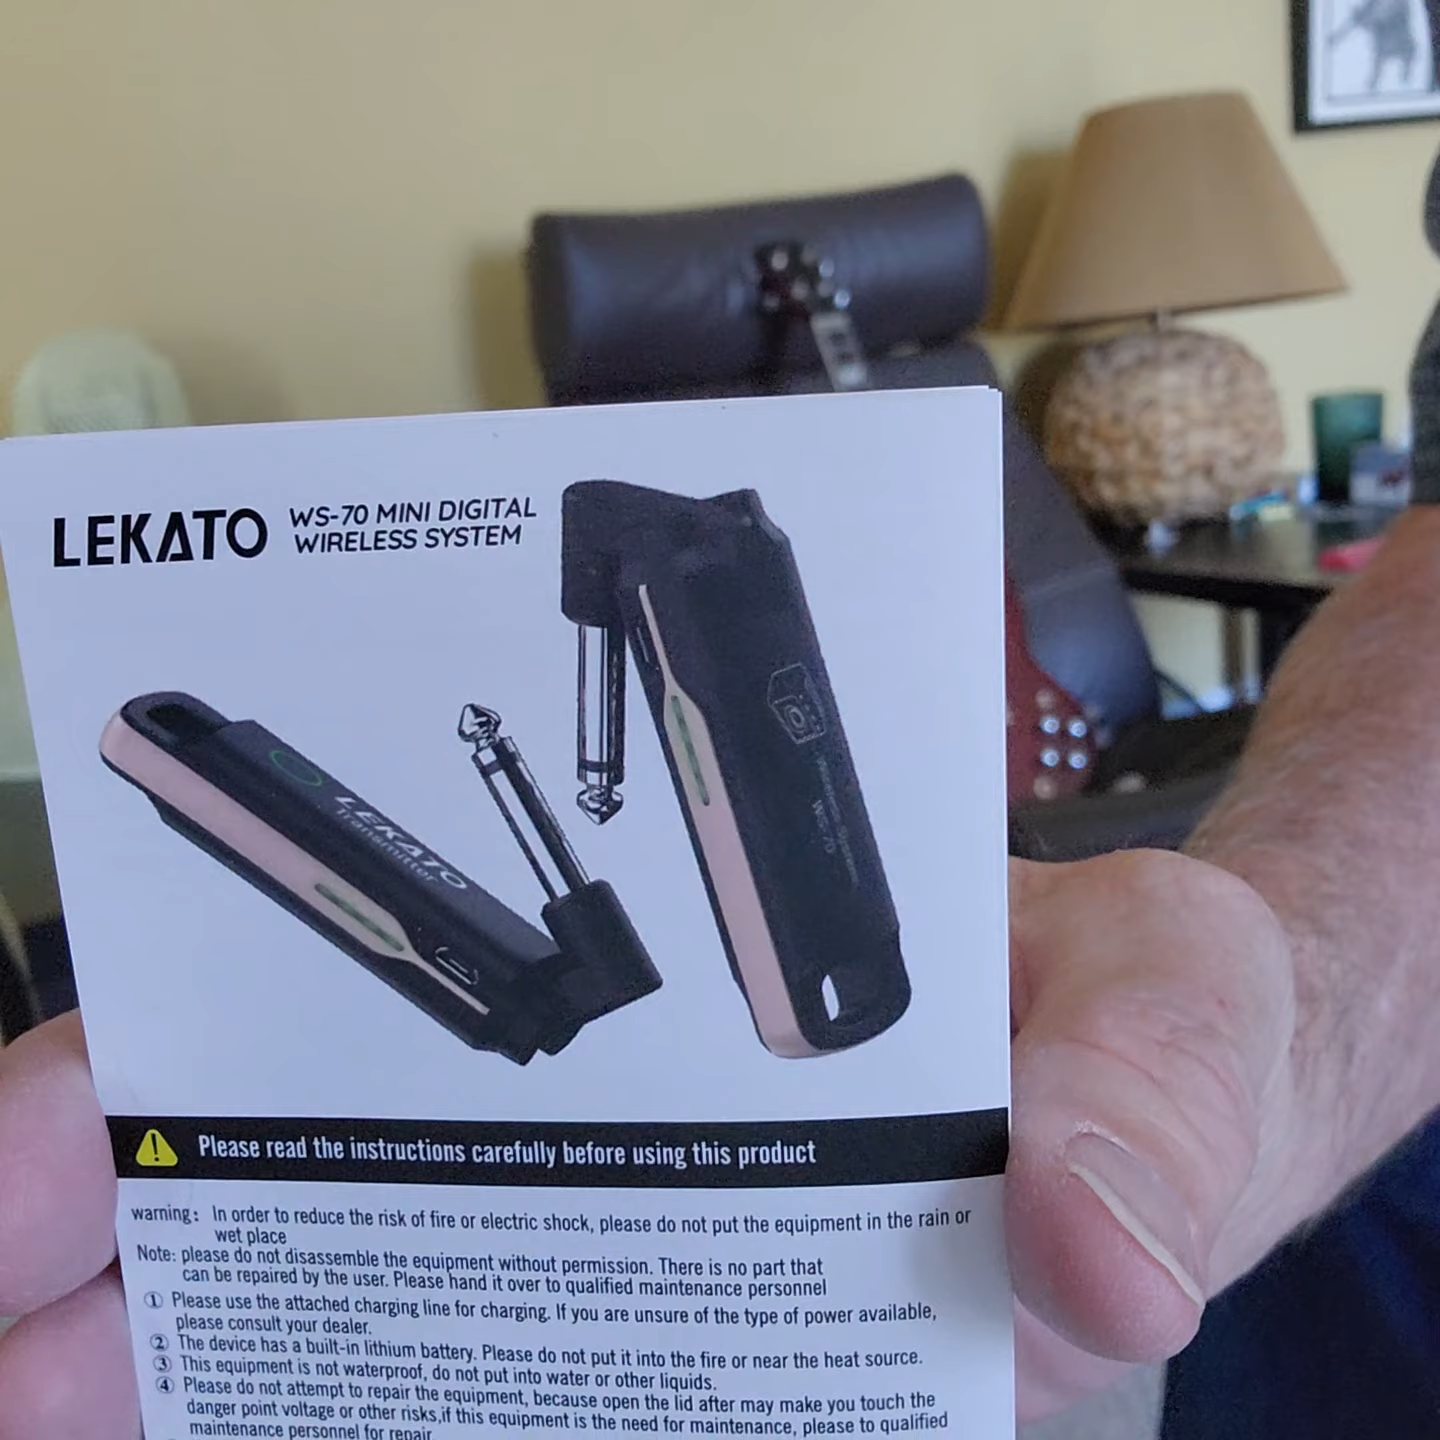 LEKATO
WS-70 MINI DIGITAL
WIRELESS SYSTEM
LEKATO
Transmitter
WS-70
Please read the instructions carefully before using this product
warning: In order to reduce the risk of fire or electric shock, please do not put the equipment in the rain or
wet place
Note: please do not disassemble the equipment without permission. There is no part that
can be repaired by the user. Please hand it over to qualified maintenance personnel
① Please use the attached charging line for charging. If you are unsure of the type of power available,
please consult your dealer.
② The device has a built-in lithium battery. Please do not put it into the fire or near the heat source.
③ This equipment is not waterproof, do not put into water or other liquids.
④ Please do not attempt to repair the equipment, because open the lid after may make you touch the
danger point voltage or other risks,if this equipment is the need for maintenance, please to qualified
maintenance personnel for repair